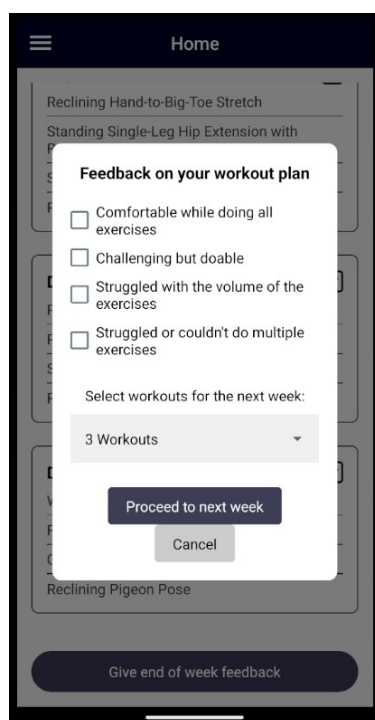 Home
Reclining Hand-to-Big-Toe Stretch
Standing Single-Leg Hip Extension with
Feedback on your workout plan
Comfortable while doing all
exercises
Challenging but doable
Struggled with the volume of the
exercises
Struggled or couldn't do multiple
exercises
Select workouts for the next week:
3 Workouts
Proceed to next week
Cancel
Reclining Pigeon Pose
Give end of week feedback